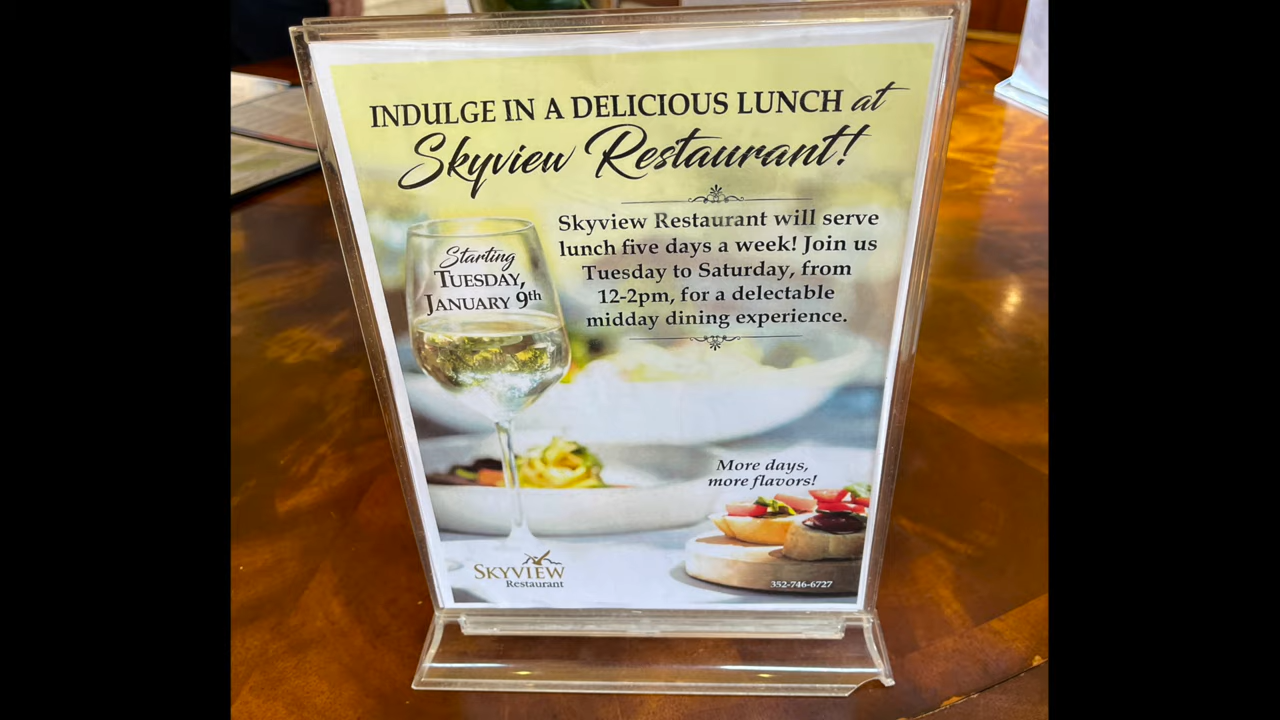 INDULGE IN A DELICIOUS LUNCH at
Skyview Restaurant!
Starting
TUESDAY,
JANUARY 9th
Skyview Restaurant will serve
lunch five days a week! Join us
Tuesday to Saturday, from
12-2pm, for a delectable
midday dining experience.
More days,
more flavors!
SKYVIEW
Restaurant
352-746-6727